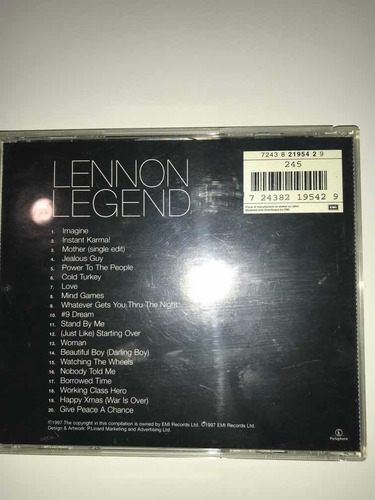 LENNON
LEGEND
7243 8 21954 2 9
245
7 24382 19542 9
EMI
1. Imagine
2. Instant Karma!
3. Mother (single edit)
4. Jealous Guy
5. Power To The People
6. Cold Turkey
7. Love
8. Mind Games
9. Whatever Gets You Thru The Night
10. #9 Dream
11. Stand By Me
12. (Just Like) Starting Over
13. Woman
14. Beautiful Boy (Darling Boy)
15. Watching The Wheels
16. Nobody Told Me
17. Borrowed Time
18. Working Class Hero
19. Happy Xmas (War Is Over)
20. Give Peace A Chance
℗1997 The copyright in this compilation is owned by EMI Records Ltd. ©1997 EMI Records Ltd.
Design & Artwork: P.Linard Marketing and Advertising Ltd.
Parlophone